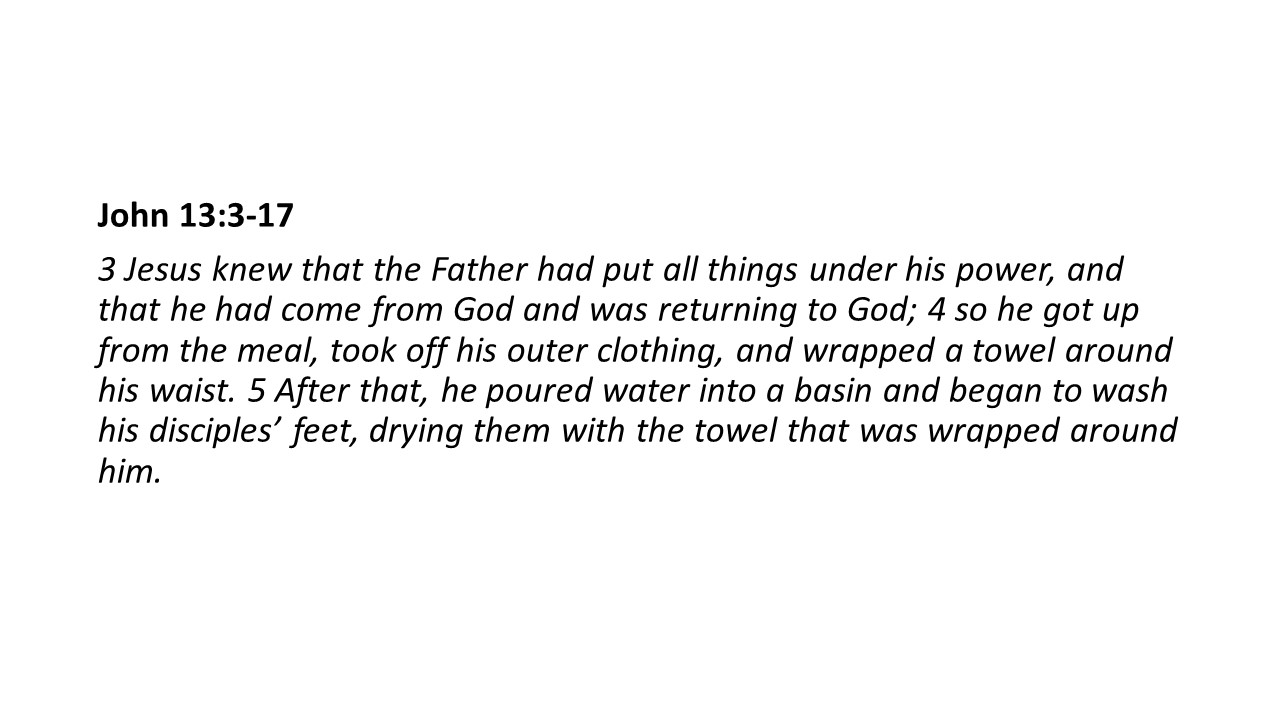 John 13:3-17
3 Jesus knew that the Father had put all things under his power, and
that he had come from God and was returning to God; 4 so he got up
from the meal, took off his outer clothing, and wrapped a towel around
his waist. 5 After that, he poured water into a basin and began to wash
his disciples’ feet, drying them with the towel that was wrapped around
him.